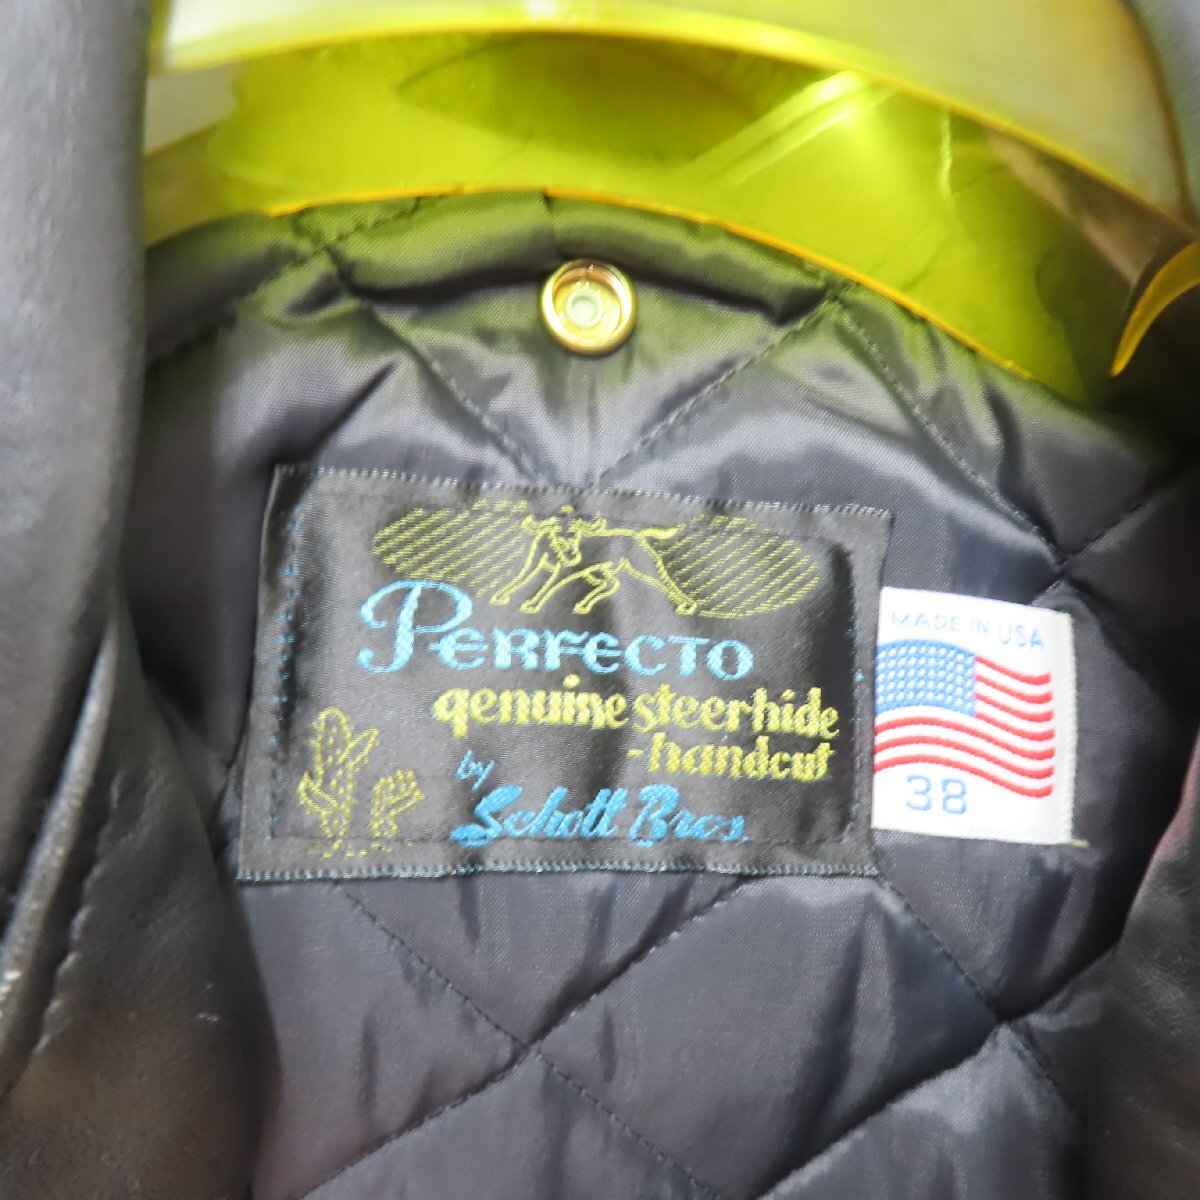 PERFECTO
genuine steerhide
-handcut
by
Schott Bros.
MADE IN USA
38